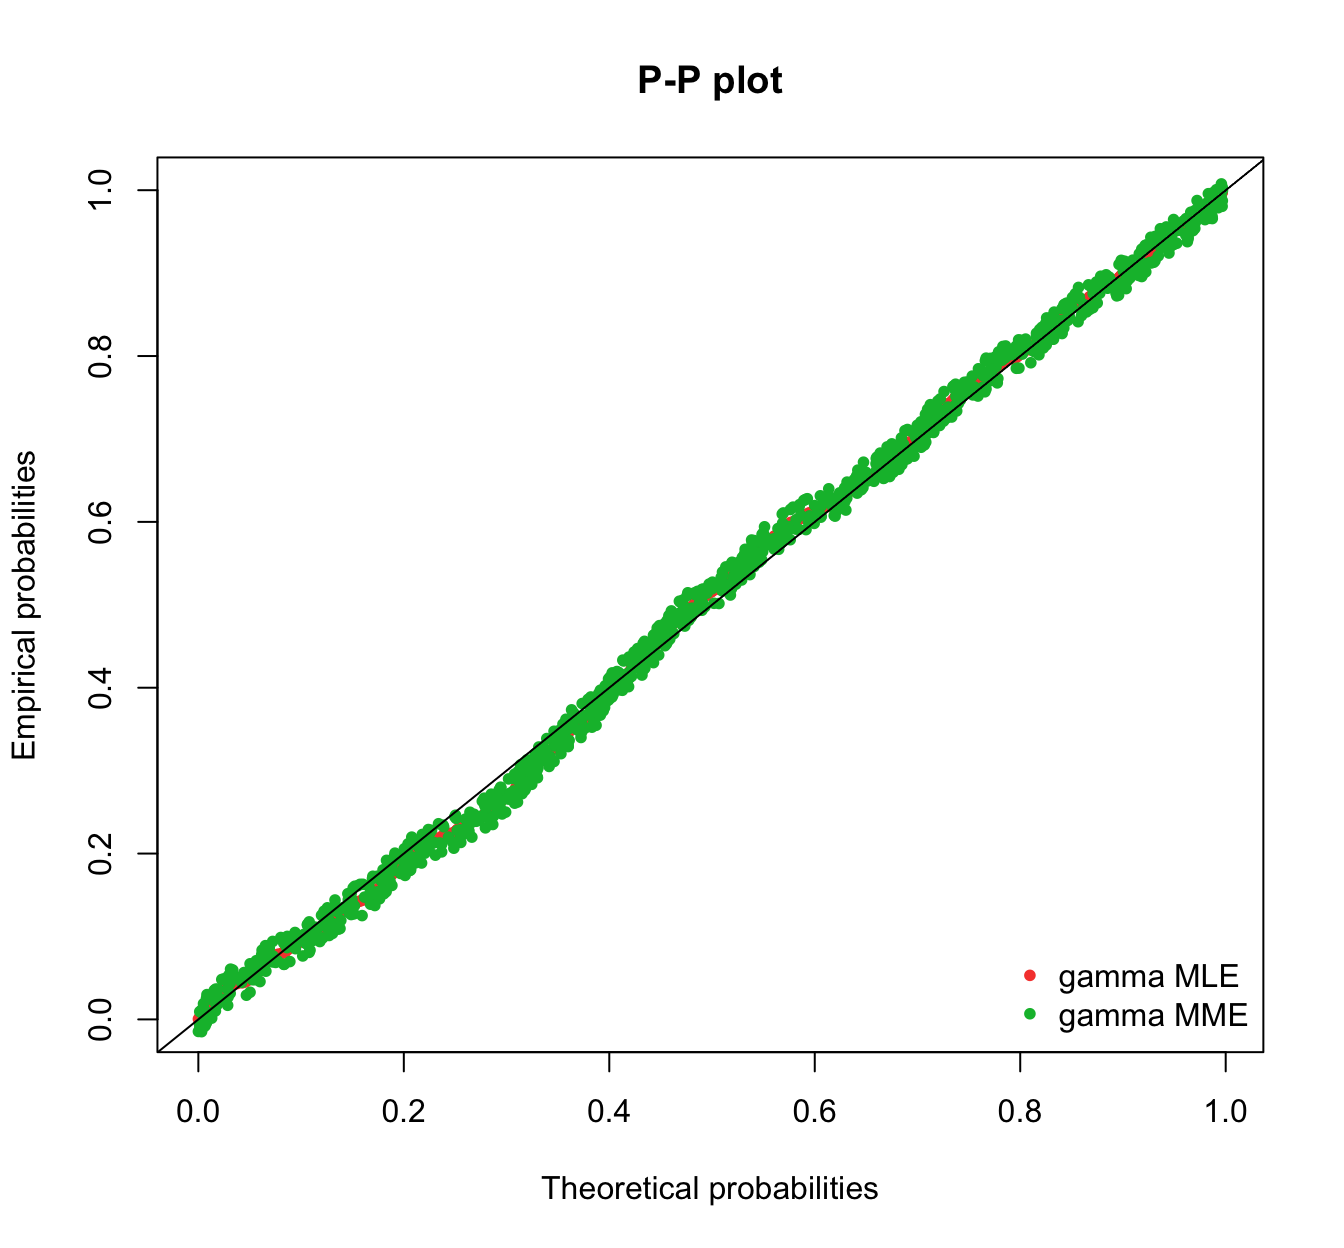 P-P plot
Empirical probabilities
1.0
0.8
0.6
0.4
0.2
0.0
gamma MLE
gamma MME
0.0 0.2 0.4 0.6 0.8 1.0
Theoretical probabilities